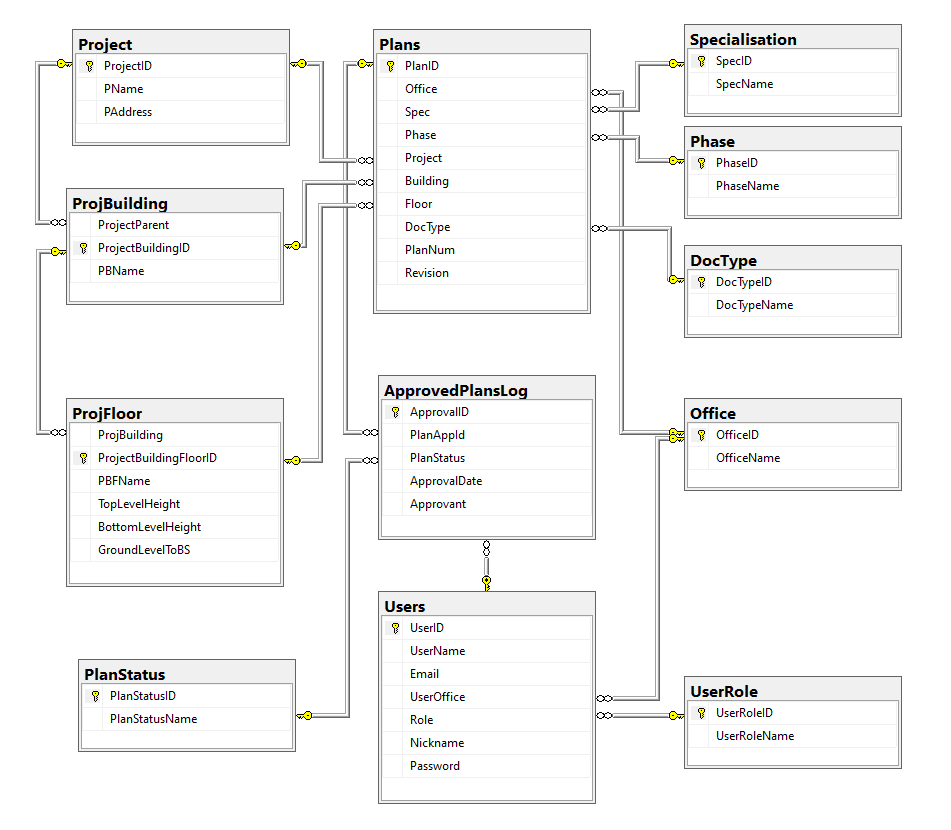 Project
ProjectID
PName
PAddress
Plans
PlanID
Office
Spec
Phase
Project
Building
Floor
DocType
PlanNum
Revision
Specialisation
SpecID
SpecName
Phase
PhaseID
PhaseName
ProjBuilding
ProjectParent
ProjectBuildingID
PBName
DocType
DocTypeID
DocTypeName
ProjFloor
ProjBuilding
ProjectBuildingFloorID
PBFName
TopLevelHeight
BottomLevelHeight
GroundLevelToBS
ApprovedPlansLog
ApprovalID
PlanAppId
PlanStatus
ApprovalDate
Approvant
Office
OfficeID
OfficeName
Users
UserID
UserName
Email
UserOffice
Role
Nickname
Password
PlanStatus
PlanStatusID
PlanStatusName
UserRole
UserRoleID
UserRoleName